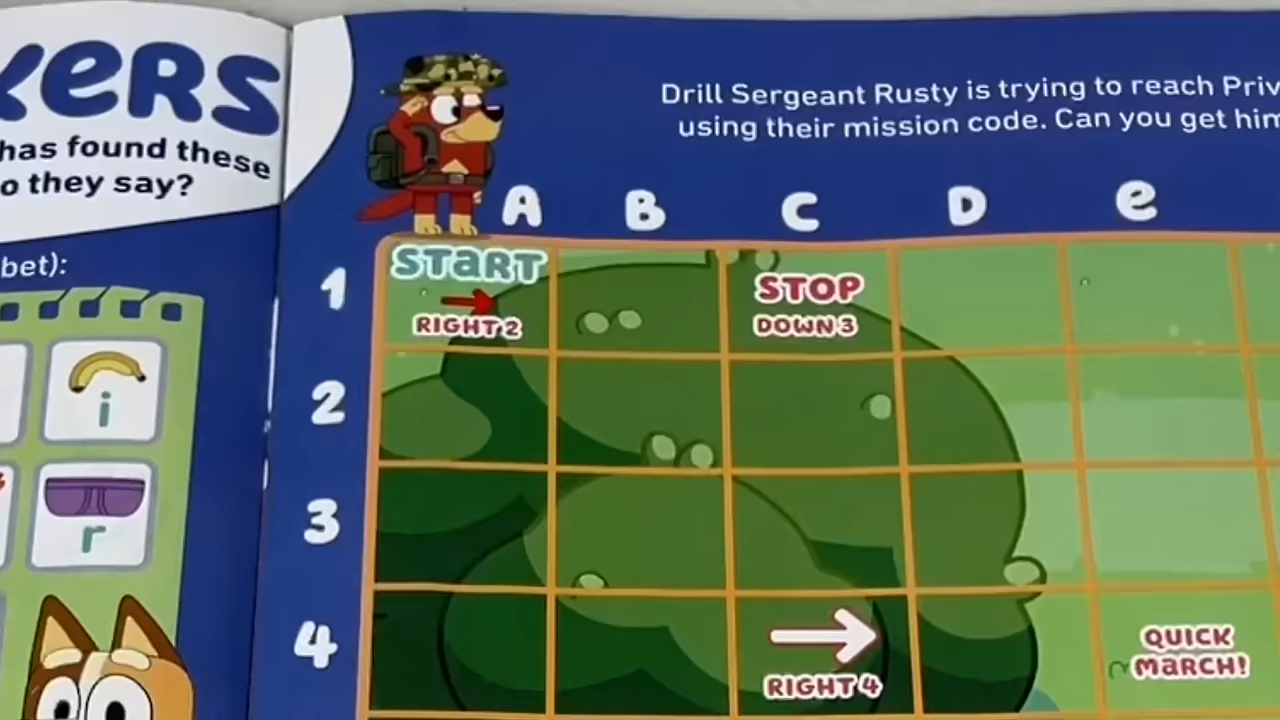 KERS
has found these
o they say?
bet):
i
r
Drill Sergeant Rusty is trying to reach Priv
using their mission code. Can you get him
A B C D e
1
START
RIGHT 2
STOP
DOWN 3
2
3
4
RIGHT 4
QUICK
MARCH!